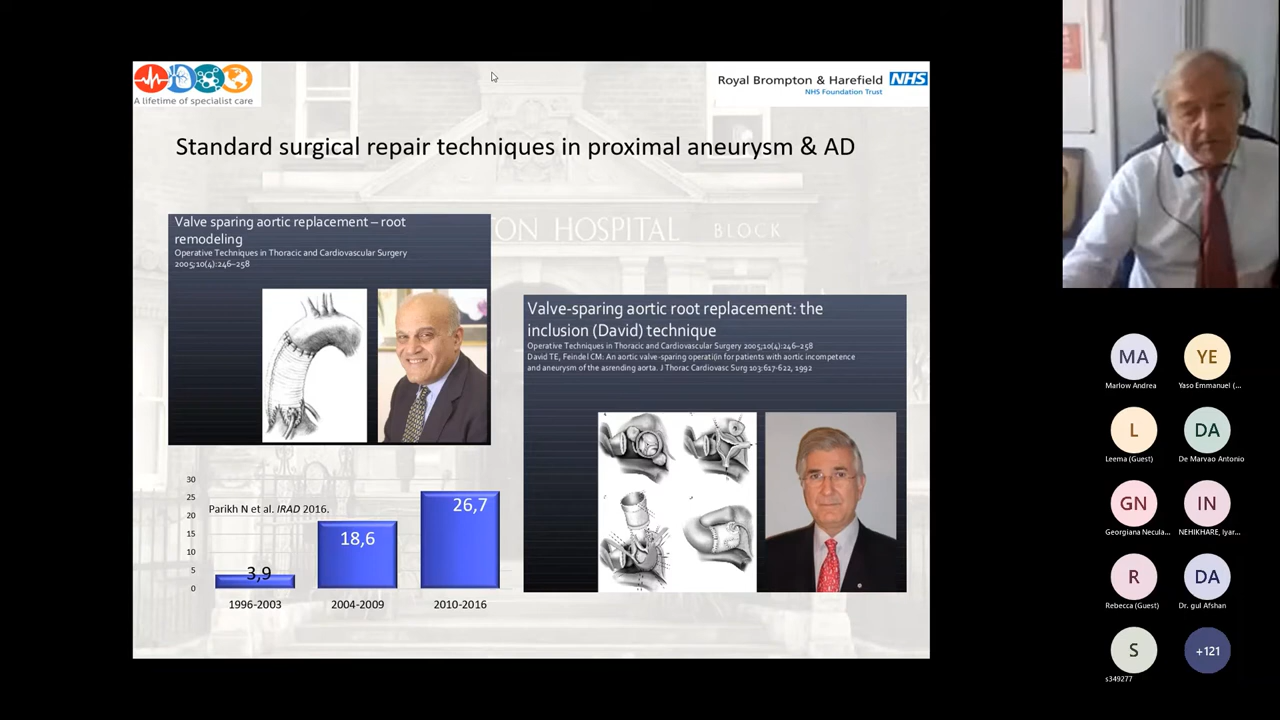 A lifetime of specialist care
Royal Brompton & Harefield NHS
NHS Foundation Trust
Standard surgical repair techniques in proximal aneurysm & AD
Valve sparing aortic replacement – root
remodeling
Operative Techniques in Thoracic and Cardiovascular Surgery
2005;10(4):246–258
TON HOSPITAL BLOCK
Valve-sparing aortic root replacement: the
inclusion (David) technique
Operative Techniques in Thoracic and Cardiovascular Surgery 2005;10(4):246–258
David TE, Feindel CM: An aortic valve-sparing operati(in for patients with aortic incompetence
and aneurysm of the asrending aorta. J Thorac Cardiovasc Surg 103:617-622, 1992
30
25
20
15
10
5
0
Parikh N et al. IRAD 2016.
3,9
18,6
26,7
1996-2003
2004-2009
2010-2016
MA
Marlow Andrea
YE
Yaso Emmanuel (...
L
Leema (Guest)
DA
De Marvao Antonio
GN
Georgiana Necula...
IN
NEHIKHARE, Iyar...
R
Rebecca (Guest)
DA
Dr. gul Afshan
S
s349277
+121